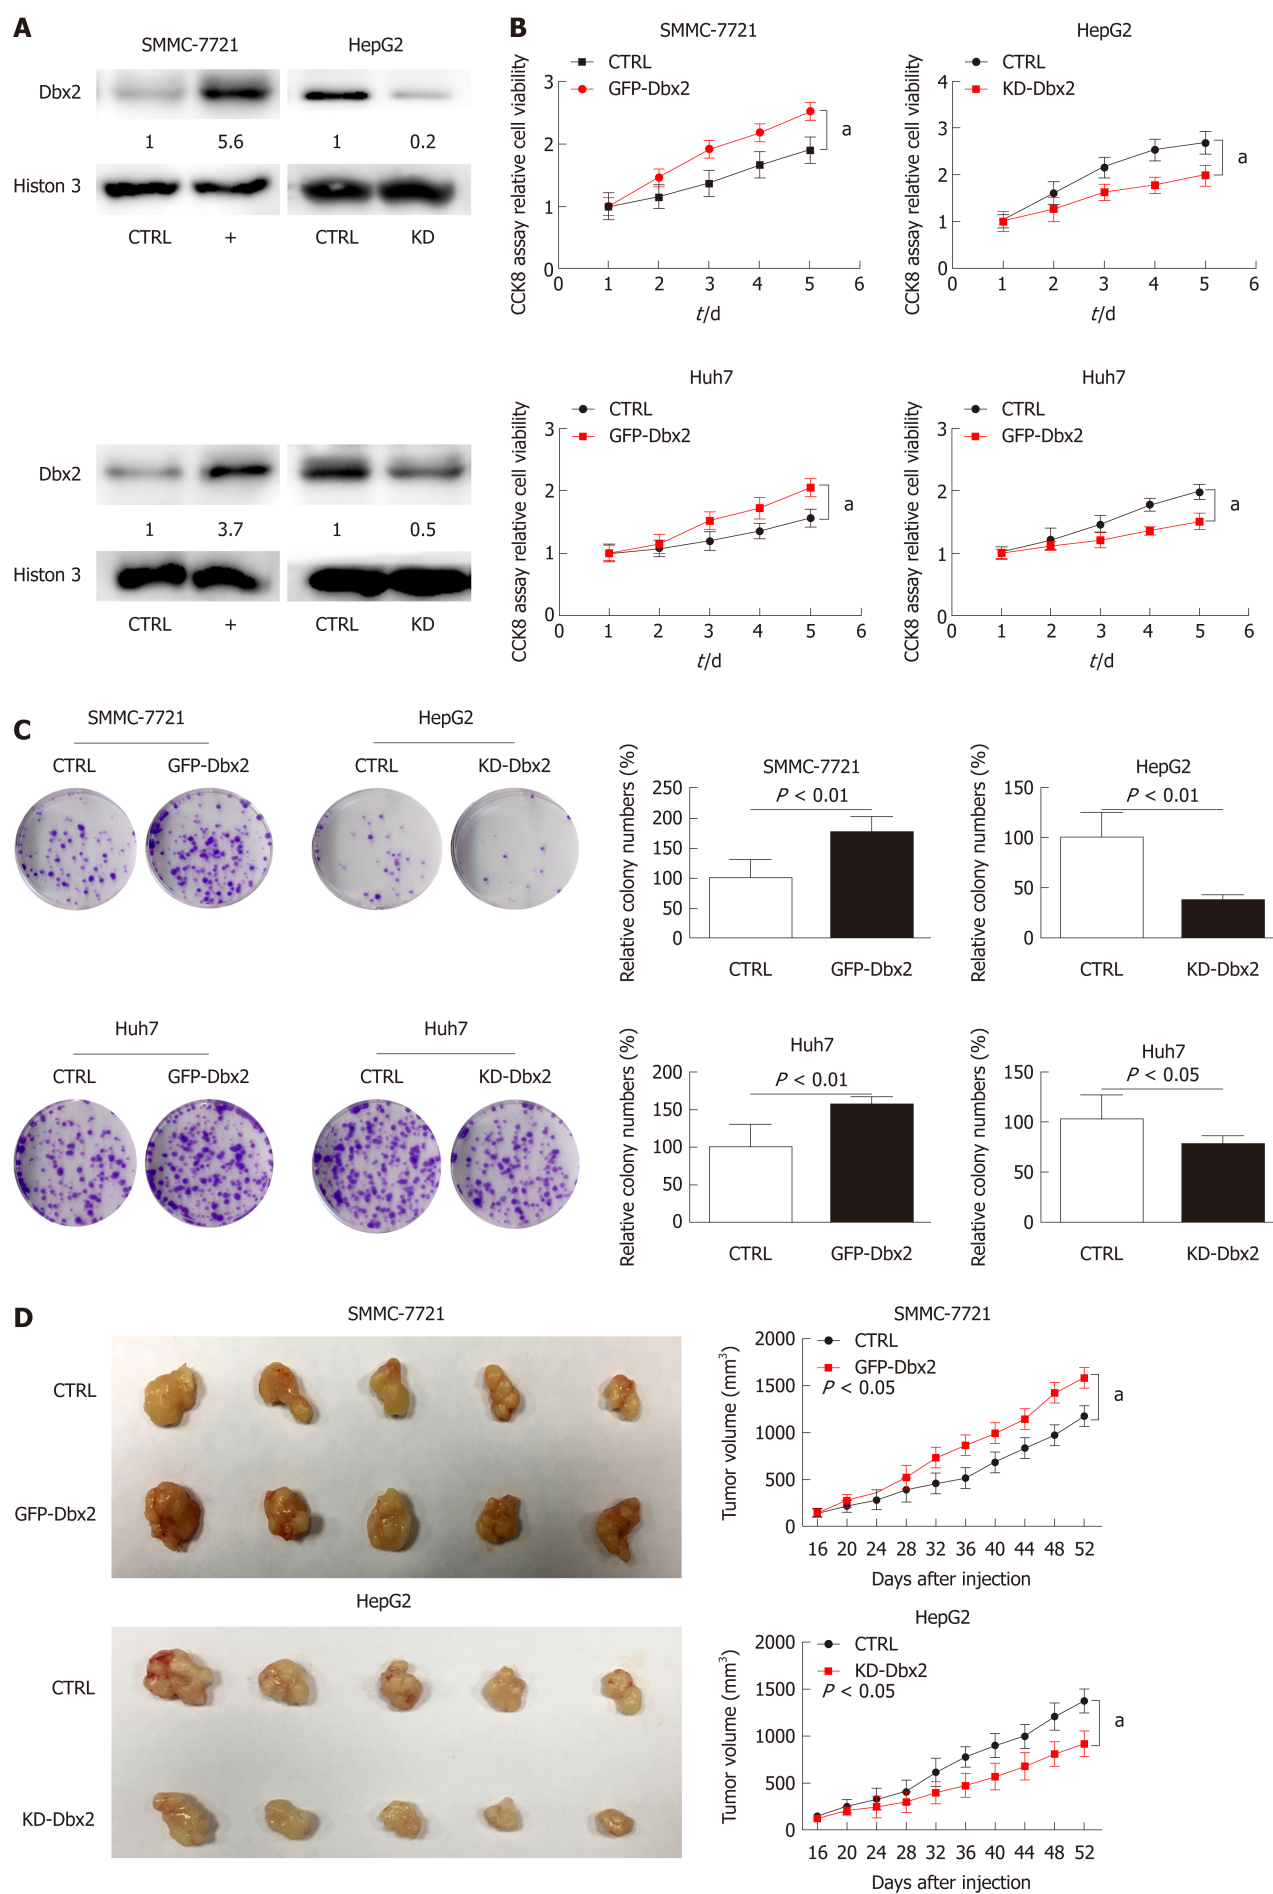 A
SMMC-7721 HepG2
Dbx2
1 5.6 1 0.2
Histon 3
CTRL + CTRL KD
Dbx2
1 3.7 1 0.5
Histon 3
CTRL + CTRL KD
B
SMMC-7721
CTRL
GFP-Dbx2
CCK8 assay relative cell viability
3
2
1
0
a
0 1 2 3 4 5 6
t/d
HepG2
CTRL
KD-Dbx2
CCK8 assay relative cell viability
4
3
2
1
0
a
0 1 2 3 4 5 6
t/d
Huh7
CTRL
GFP-Dbx2
CCK8 assay relative cell viability
3
2
1
0
a
0 1 2 3 4 5 6
t/d
Huh7
CTRL
GFP-Dbx2
CCK8 assay relative cell viability
3
2
1
0
a
0 1 2 3 4 5 6
t/d
C
SMMC-7721 HepG2
CTRL GFP-Dbx2 CTRL KD-Dbx2
Huh7 Huh7
CTRL GFP-Dbx2 CTRL KD-Dbx2
SMMC-7721
Relative colony numbers (%)
P < 0.01
250
200
150
100
50
0
CTRL GFP-Dbx2
HepG2
Relative colony numbers (%)
P < 0.01
150
100
50
0
CTRL KD-Dbx2
Huh7
Relative colony numbers (%)
P < 0.01
200
150
100
50
0
CTRL GFP-Dbx2
Huh7
Relative colony numbers (%)
P < 0.05
150
100
50
0
CTRL KD-Dbx2
D
SMMC-7721
CTRL
GFP-Dbx2
HepG2
CTRL
KD-Dbx2
SMMC-7721
CTRL
GFP-Dbx2
P < 0.05
Tumor volume (mm³)
2000
1500
1000
500
0
a
16 20 24 28 32 36 40 44 48 52
Days after injection
HepG2
CTRL
KD-Dbx2
P < 0.05
Tumor volume (mm³)
2000
1500
1000
500
0
a
16 20 24 28 32 36 40 44 48 52
Days after injection